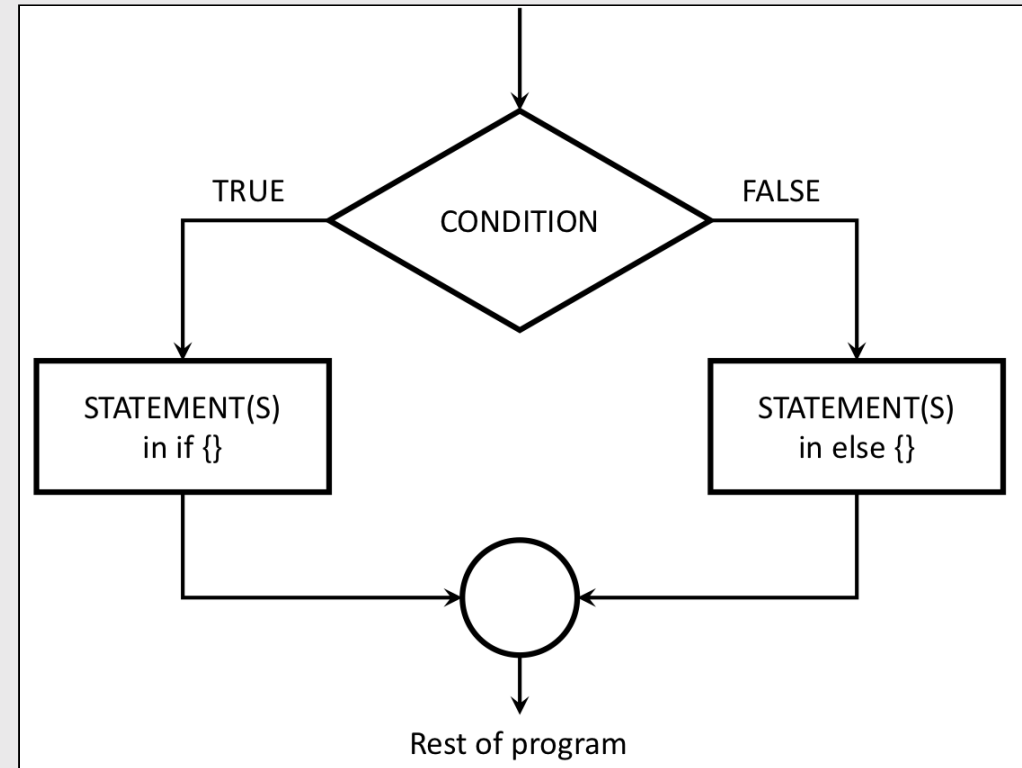 TRUE
FALSE
CONDITION
STATEMENT(S)
in if {}
STATEMENT(S)
in else {}
Rest of program